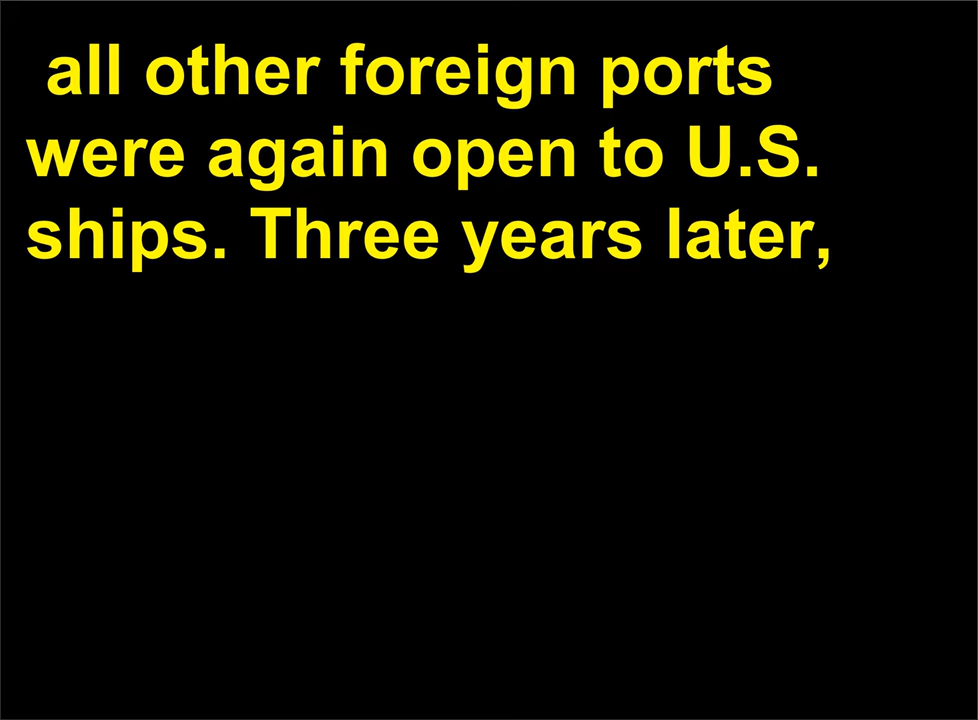 all other foreign ports
were again open to U.S.
ships. Three years later,